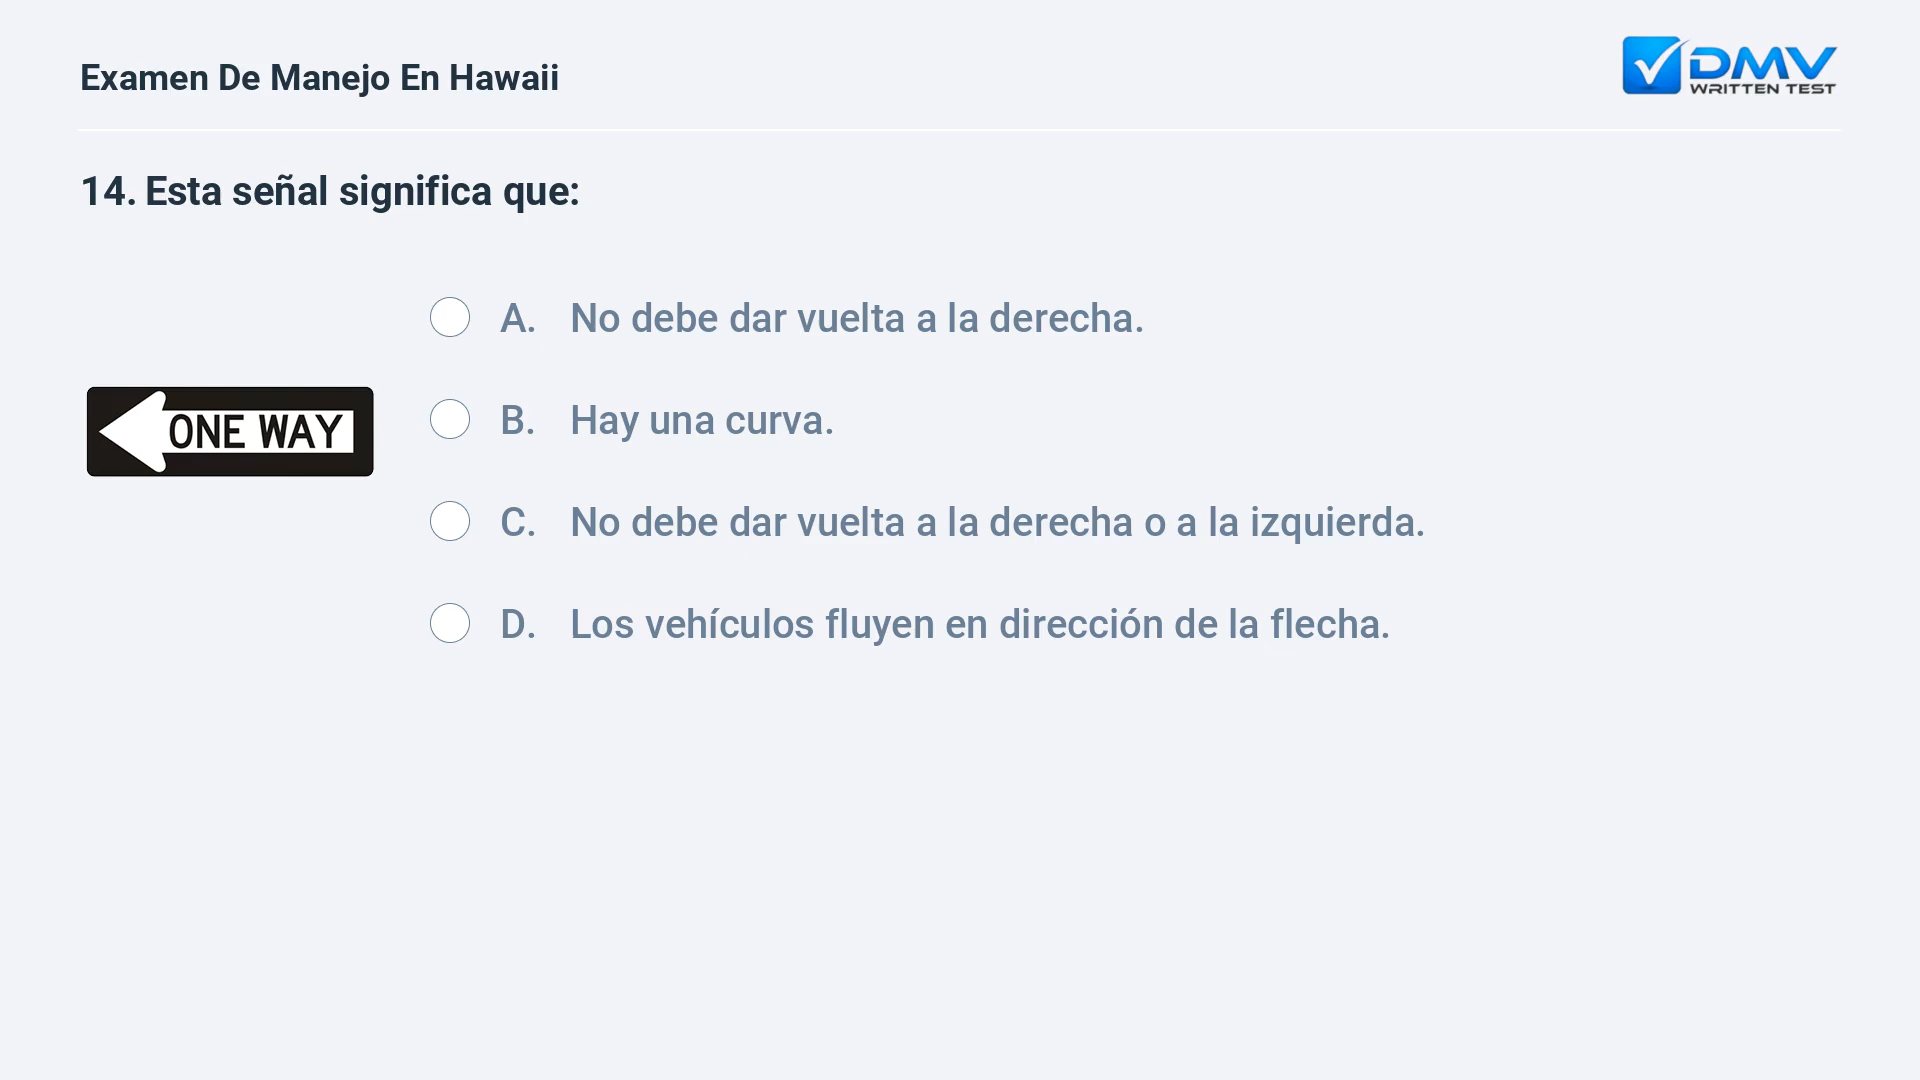 Examen De Manejo En Hawaii
DMV
WRITTEN TEST
14. Esta señal significa que:
A. No debe dar vuelta a la derecha.
ONE WAY
B. Hay una curva.
C. No debe dar vuelta a la derecha o a la izquierda.
D. Los vehículos fluyen en dirección de la flecha.